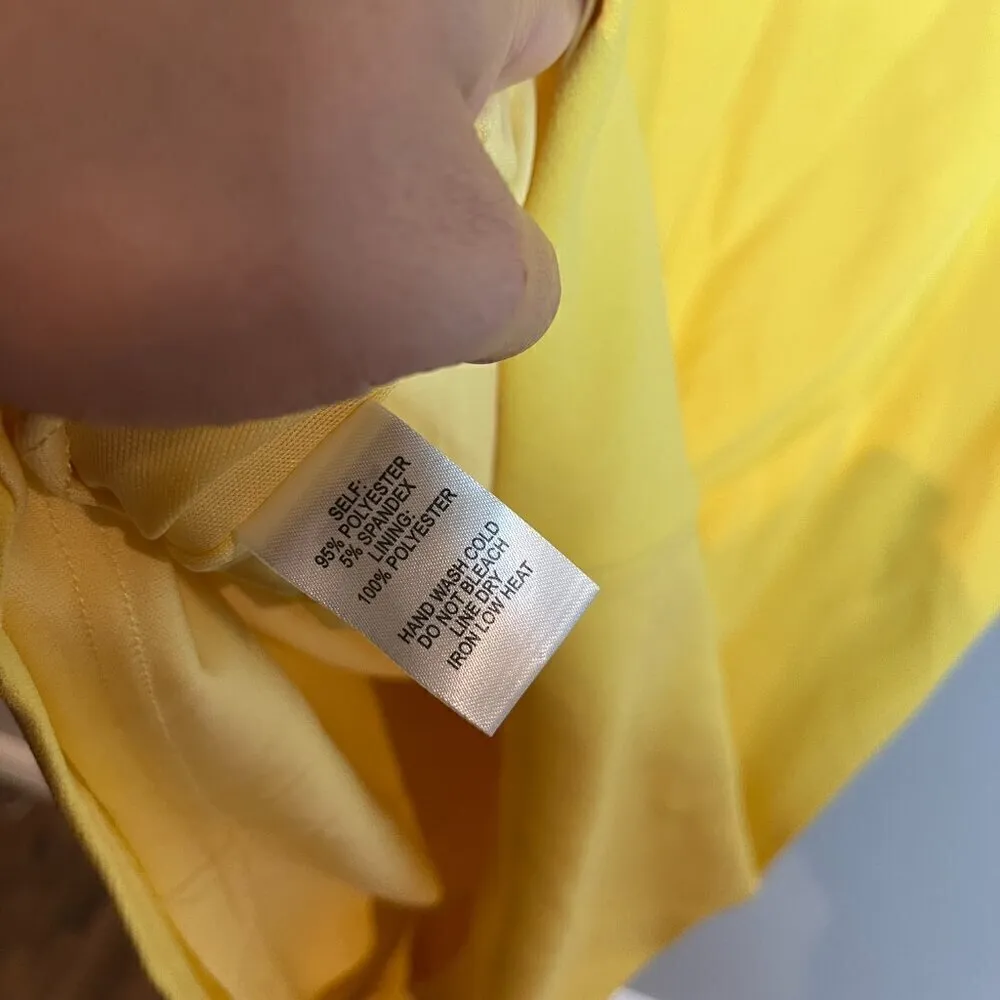 SELF:
95% POLYESTER
5% SPANDEX
LINING:
100% POLYESTER
HAND WASH COLD
DO NOT BLEACH
LINE DRY
IRON LOW HEAT